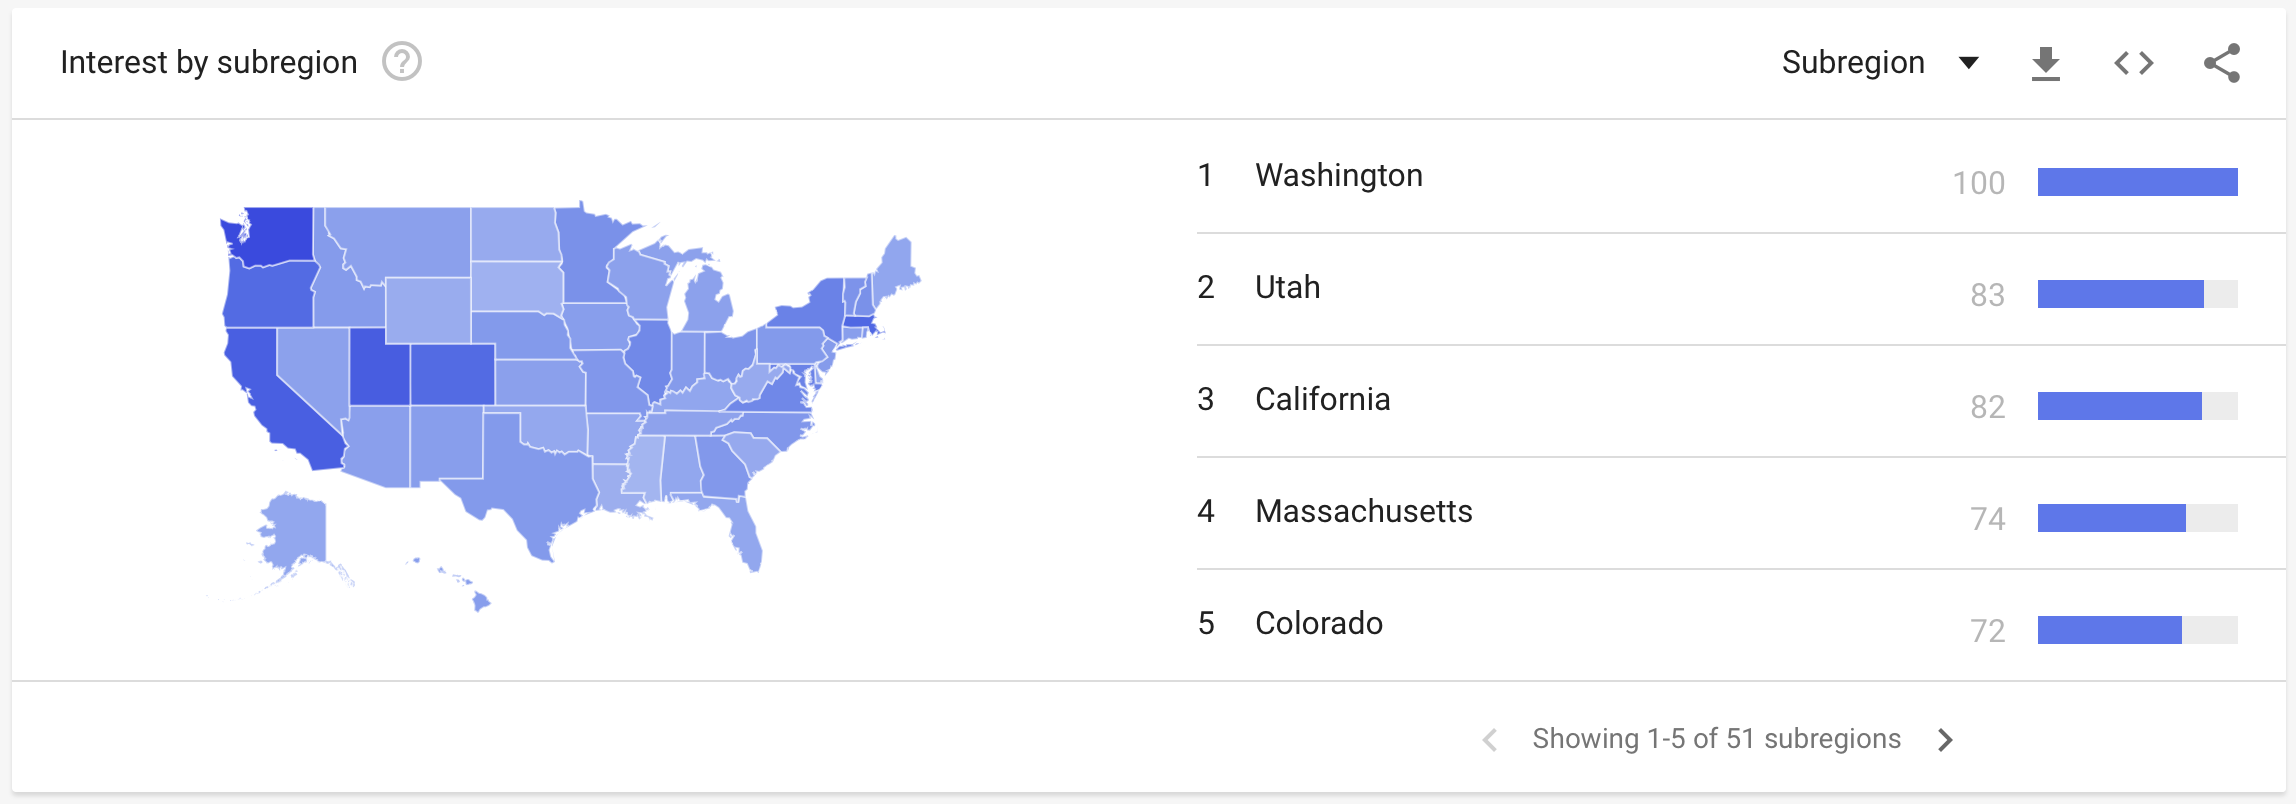 Interest by subregion ?
Subregion
1 Washington 100
2 Utah 83
3 California 82
4 Massachusetts 74
5 Colorado 72
Showing 1-5 of 51 subregions